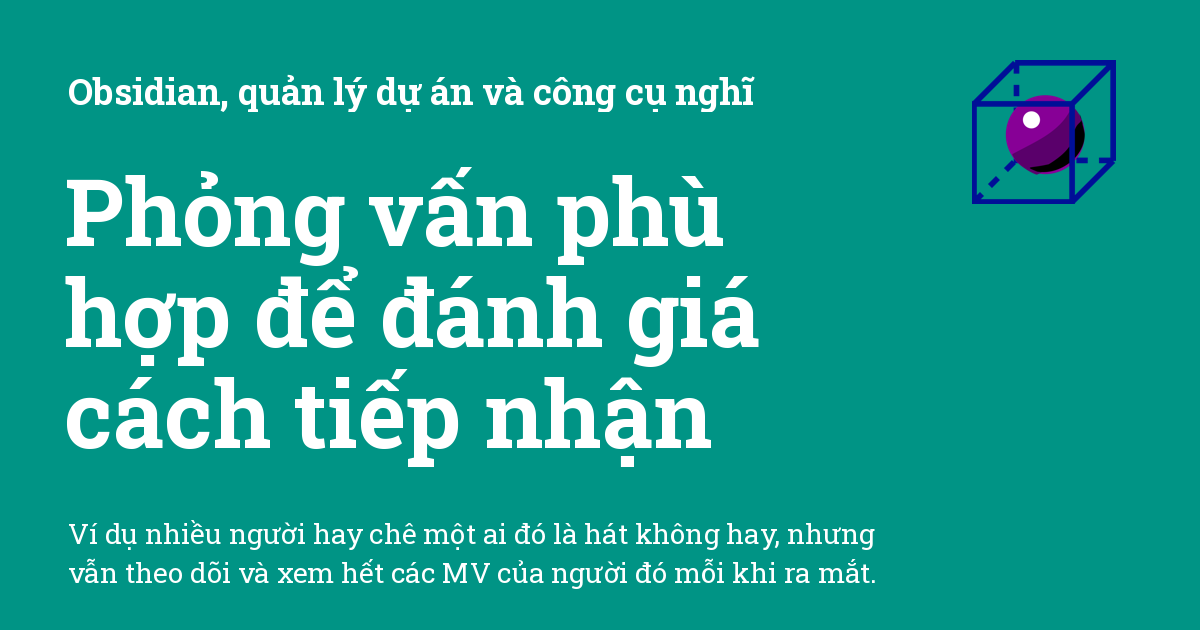 Obsidian, quản lý dự án và công cụ nghĩ
Phỏng vấn phù
hợp để đánh giá
cách tiếp nhận
Ví dụ nhiều người hay chê một ai đó là hát không hay, nhưng
vẫn theo dõi và xem hết các MV của người đó mỗi khi ra mắt.